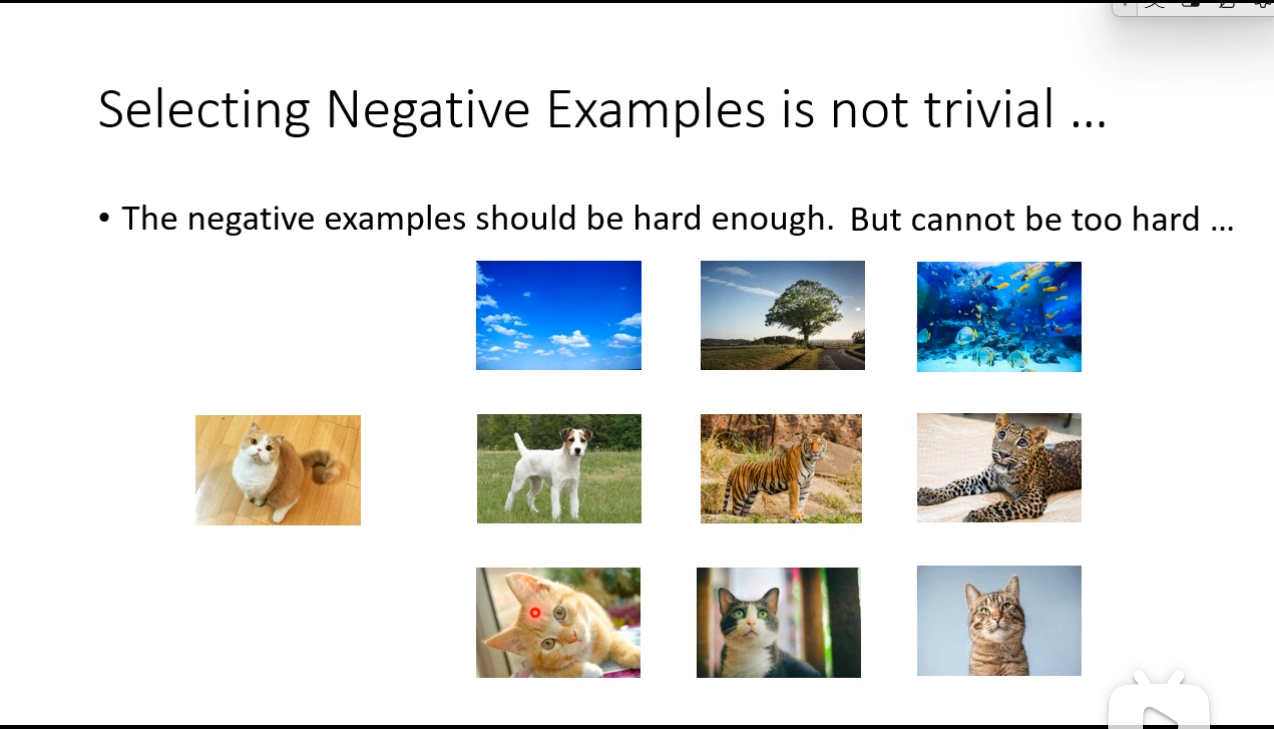 Selecting Negative Examples is not trivial ...
• The negative examples should be hard enough. But cannot be too hard ...